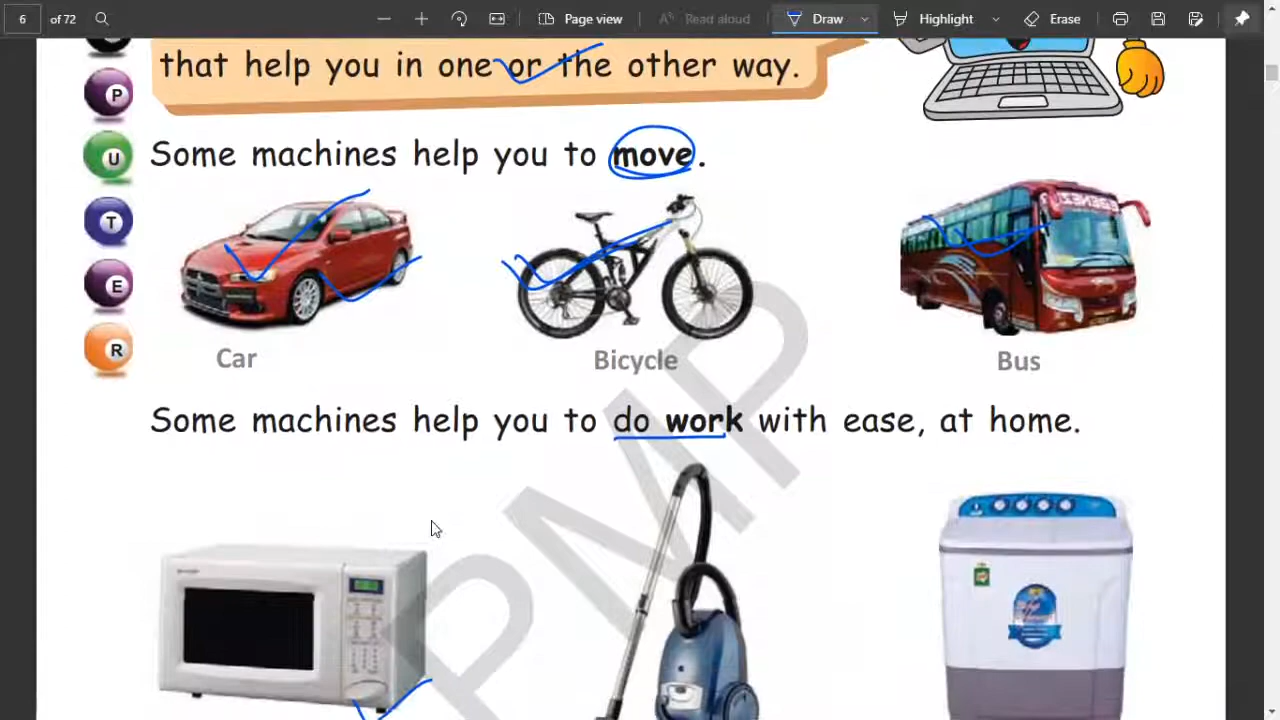 6 of 72 Page view Read aloud Draw Highlight Erase
that help you in one or the other way.
P
U
T
E
R
Some machines help you to move.
EBENEZ
Car Bicycle Bus
Some machines help you to do work with ease, at home.
PMP